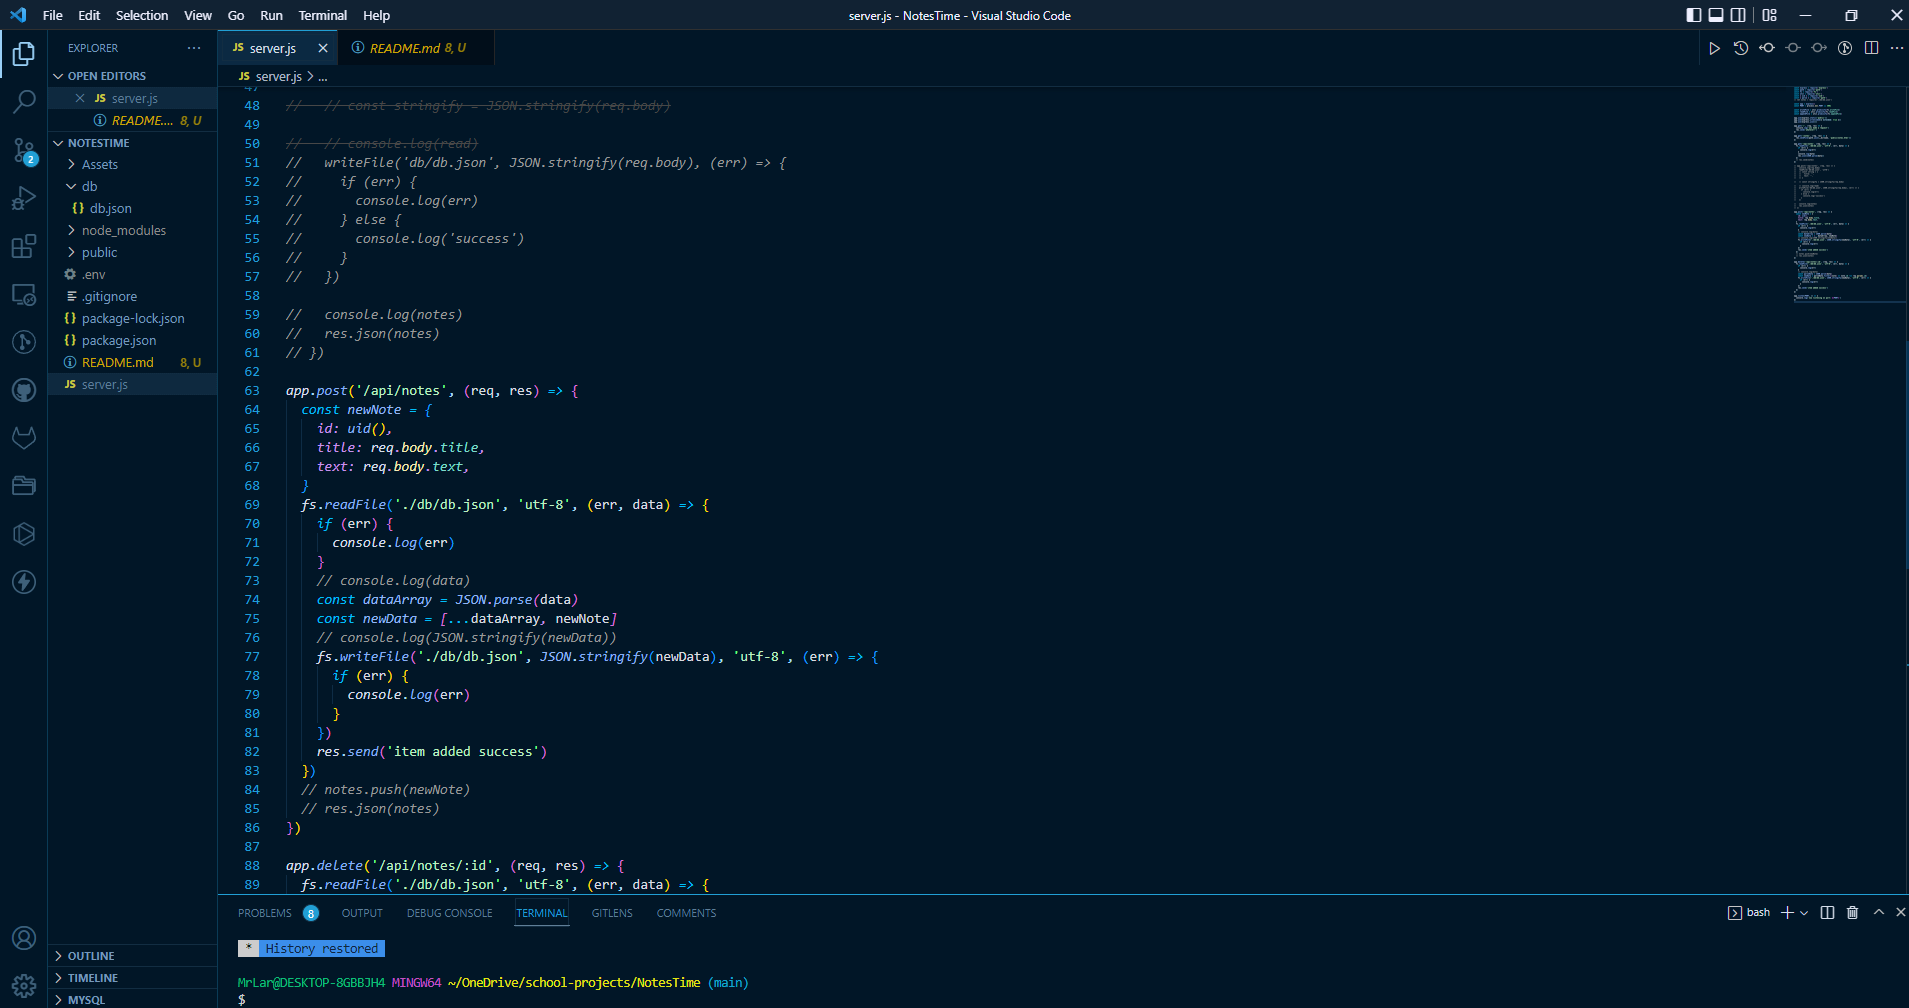 File Edit Selection View Go Run Terminal Help
server.js - NotesTime - Visual Studio Code
EXPLORER
OPEN EDITORS
JS server.js
README.... 8, U
NOTESTIME
Assets
db
{} db.json
node_modules
public
.env
.gitignore
{} package-lock.json
{} package.json
README.md 8, U
JS server.js
OUTLINE
TIMELINE
MYSQL
2
JS server.js
README.md 8, U
JS server.js > ...
47
48 //   // const stringify = JSON.stringify(req.body)
49
50 //   // console.log(read)
51 //   writeFile('db/db.json', JSON.stringify(req.body), (err) => {
52 //     if (err) {
53 //       console.log(err)
54 //     } else {
55 //       console.log('success')
56 //     }
57 //   })
58
59 //   console.log(notes)
60 //   res.json(notes)
61 // })
62
63 app.post('/api/notes', (req, res) => {
64   const newNote = {
65     id: uid(),
66     title: req.body.title,
67     text: req.body.text,
68   }
69   fs.readFile('./db/db.json', 'utf-8', (err, data) => {
70     if (err) {
71       console.log(err)
72     }
73     // console.log(data)
74     const dataArray = JSON.parse(data)
75     const newData = [...dataArray, newNote]
76     // console.log(JSON.stringify(newData))
77     fs.writeFile('./db/db.json', JSON.stringify(newData), 'utf-8', (err) => {
78       if (err) {
79         console.log(err)
80       }
81     })
82     res.send('item added success')
83   })
84   // notes.push(newNote)
85   // res.json(notes)
86 })
87
88 app.delete('/api/notes/:id', (req, res) => {
89   fs.readFile('./db/db.json', 'utf-8', (err, data) => {
PROBLEMS 8 OUTPUT DEBUG CONSOLE TERMINAL GITLENS COMMENTS
bash
* History restored
MrLar@DESKTOP-8GBBJH4 MINGW64 ~/OneDrive/school-projects/NotesTime (main)
$